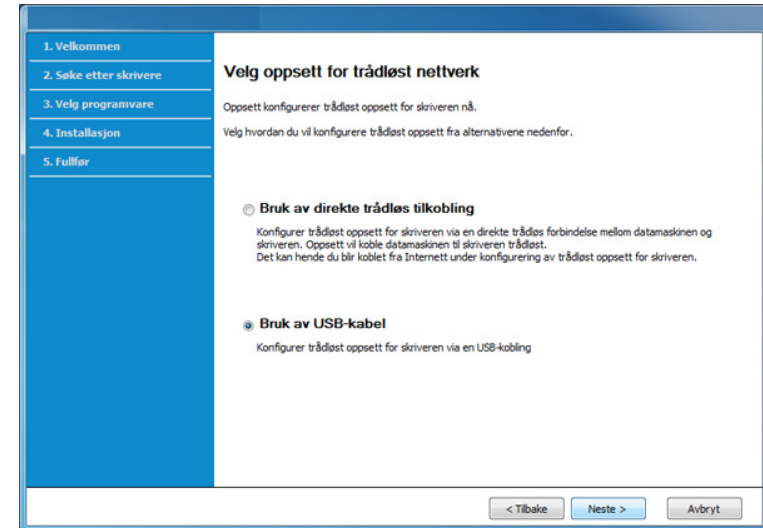 1. Velkommen
2. Søke etter skrivere
3. Velg programvare
4. Installasjon
5. Fullfør
Velg oppsett for trådløst nettverk
Oppsett konfigurerer trådløst oppsett for skriveren nå.
Velg hvordan du vil konfigurere trådløst oppsett fra alternativene nedenfor.
Bruk av direkte trådløs tilkobling
Konfigurer trådløst oppsett for skriveren via en direkte trådløs forbindelse mellom datamaskinen og
skriveren. Oppsett vil koble datamaskinen til skriveren trådløst.
Det kan hende du blir koblet fra Internett under konfigurering av trådløst oppsett for skriveren.
Bruk av USB-kabel
Konfigurer trådløst oppsett for skriveren via en USB-kobling
< Tilbake
Neste >
Avbryt